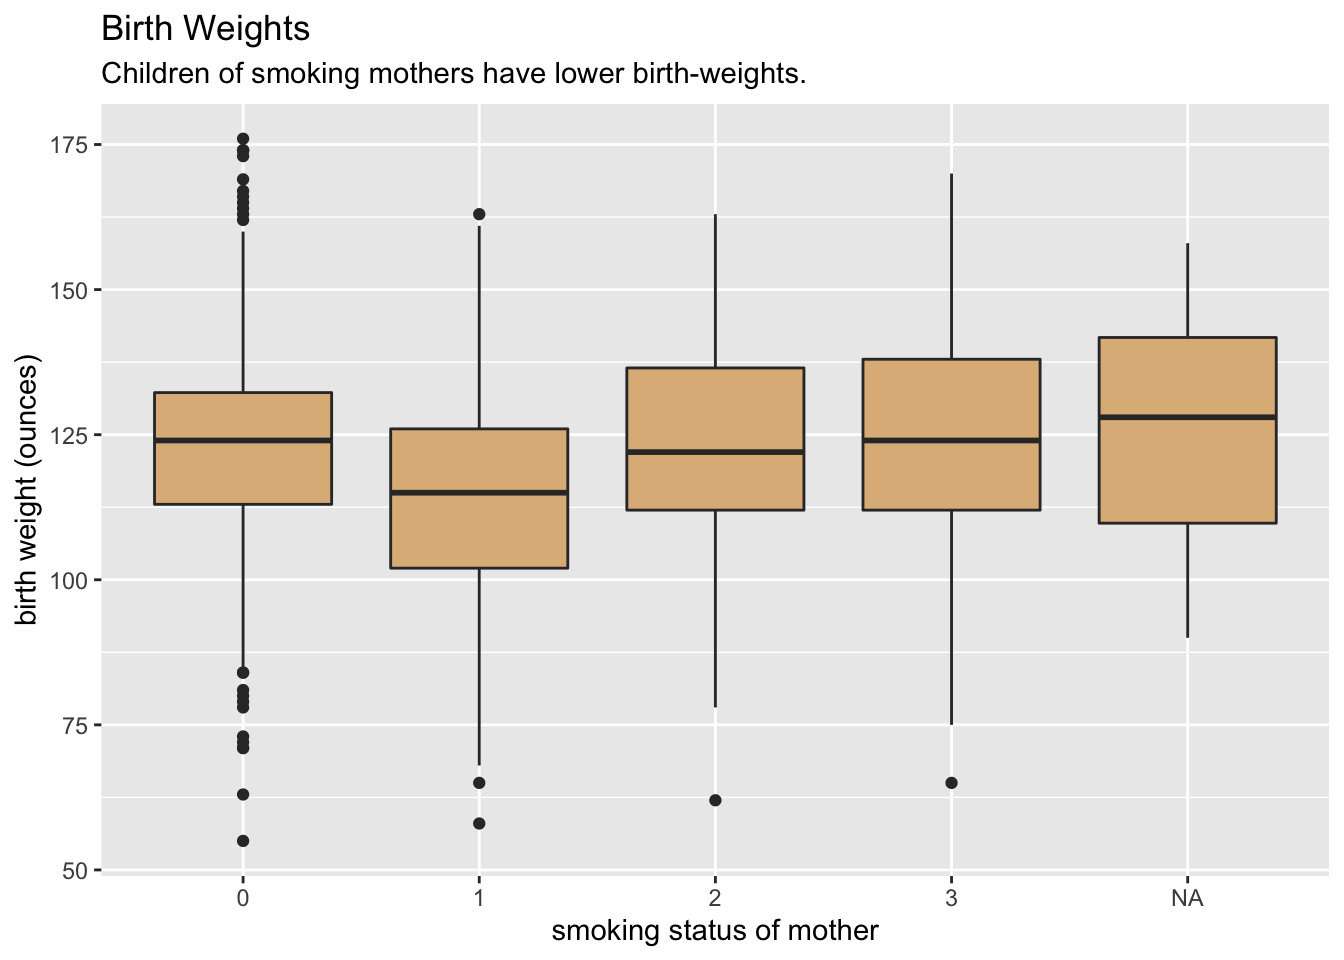 Birth Weights
Children of smoking mothers have lower birth-weights.
175
150
125
100
75
50
birth weight (ounces)
0 1 2 3 NA
smoking status of mother